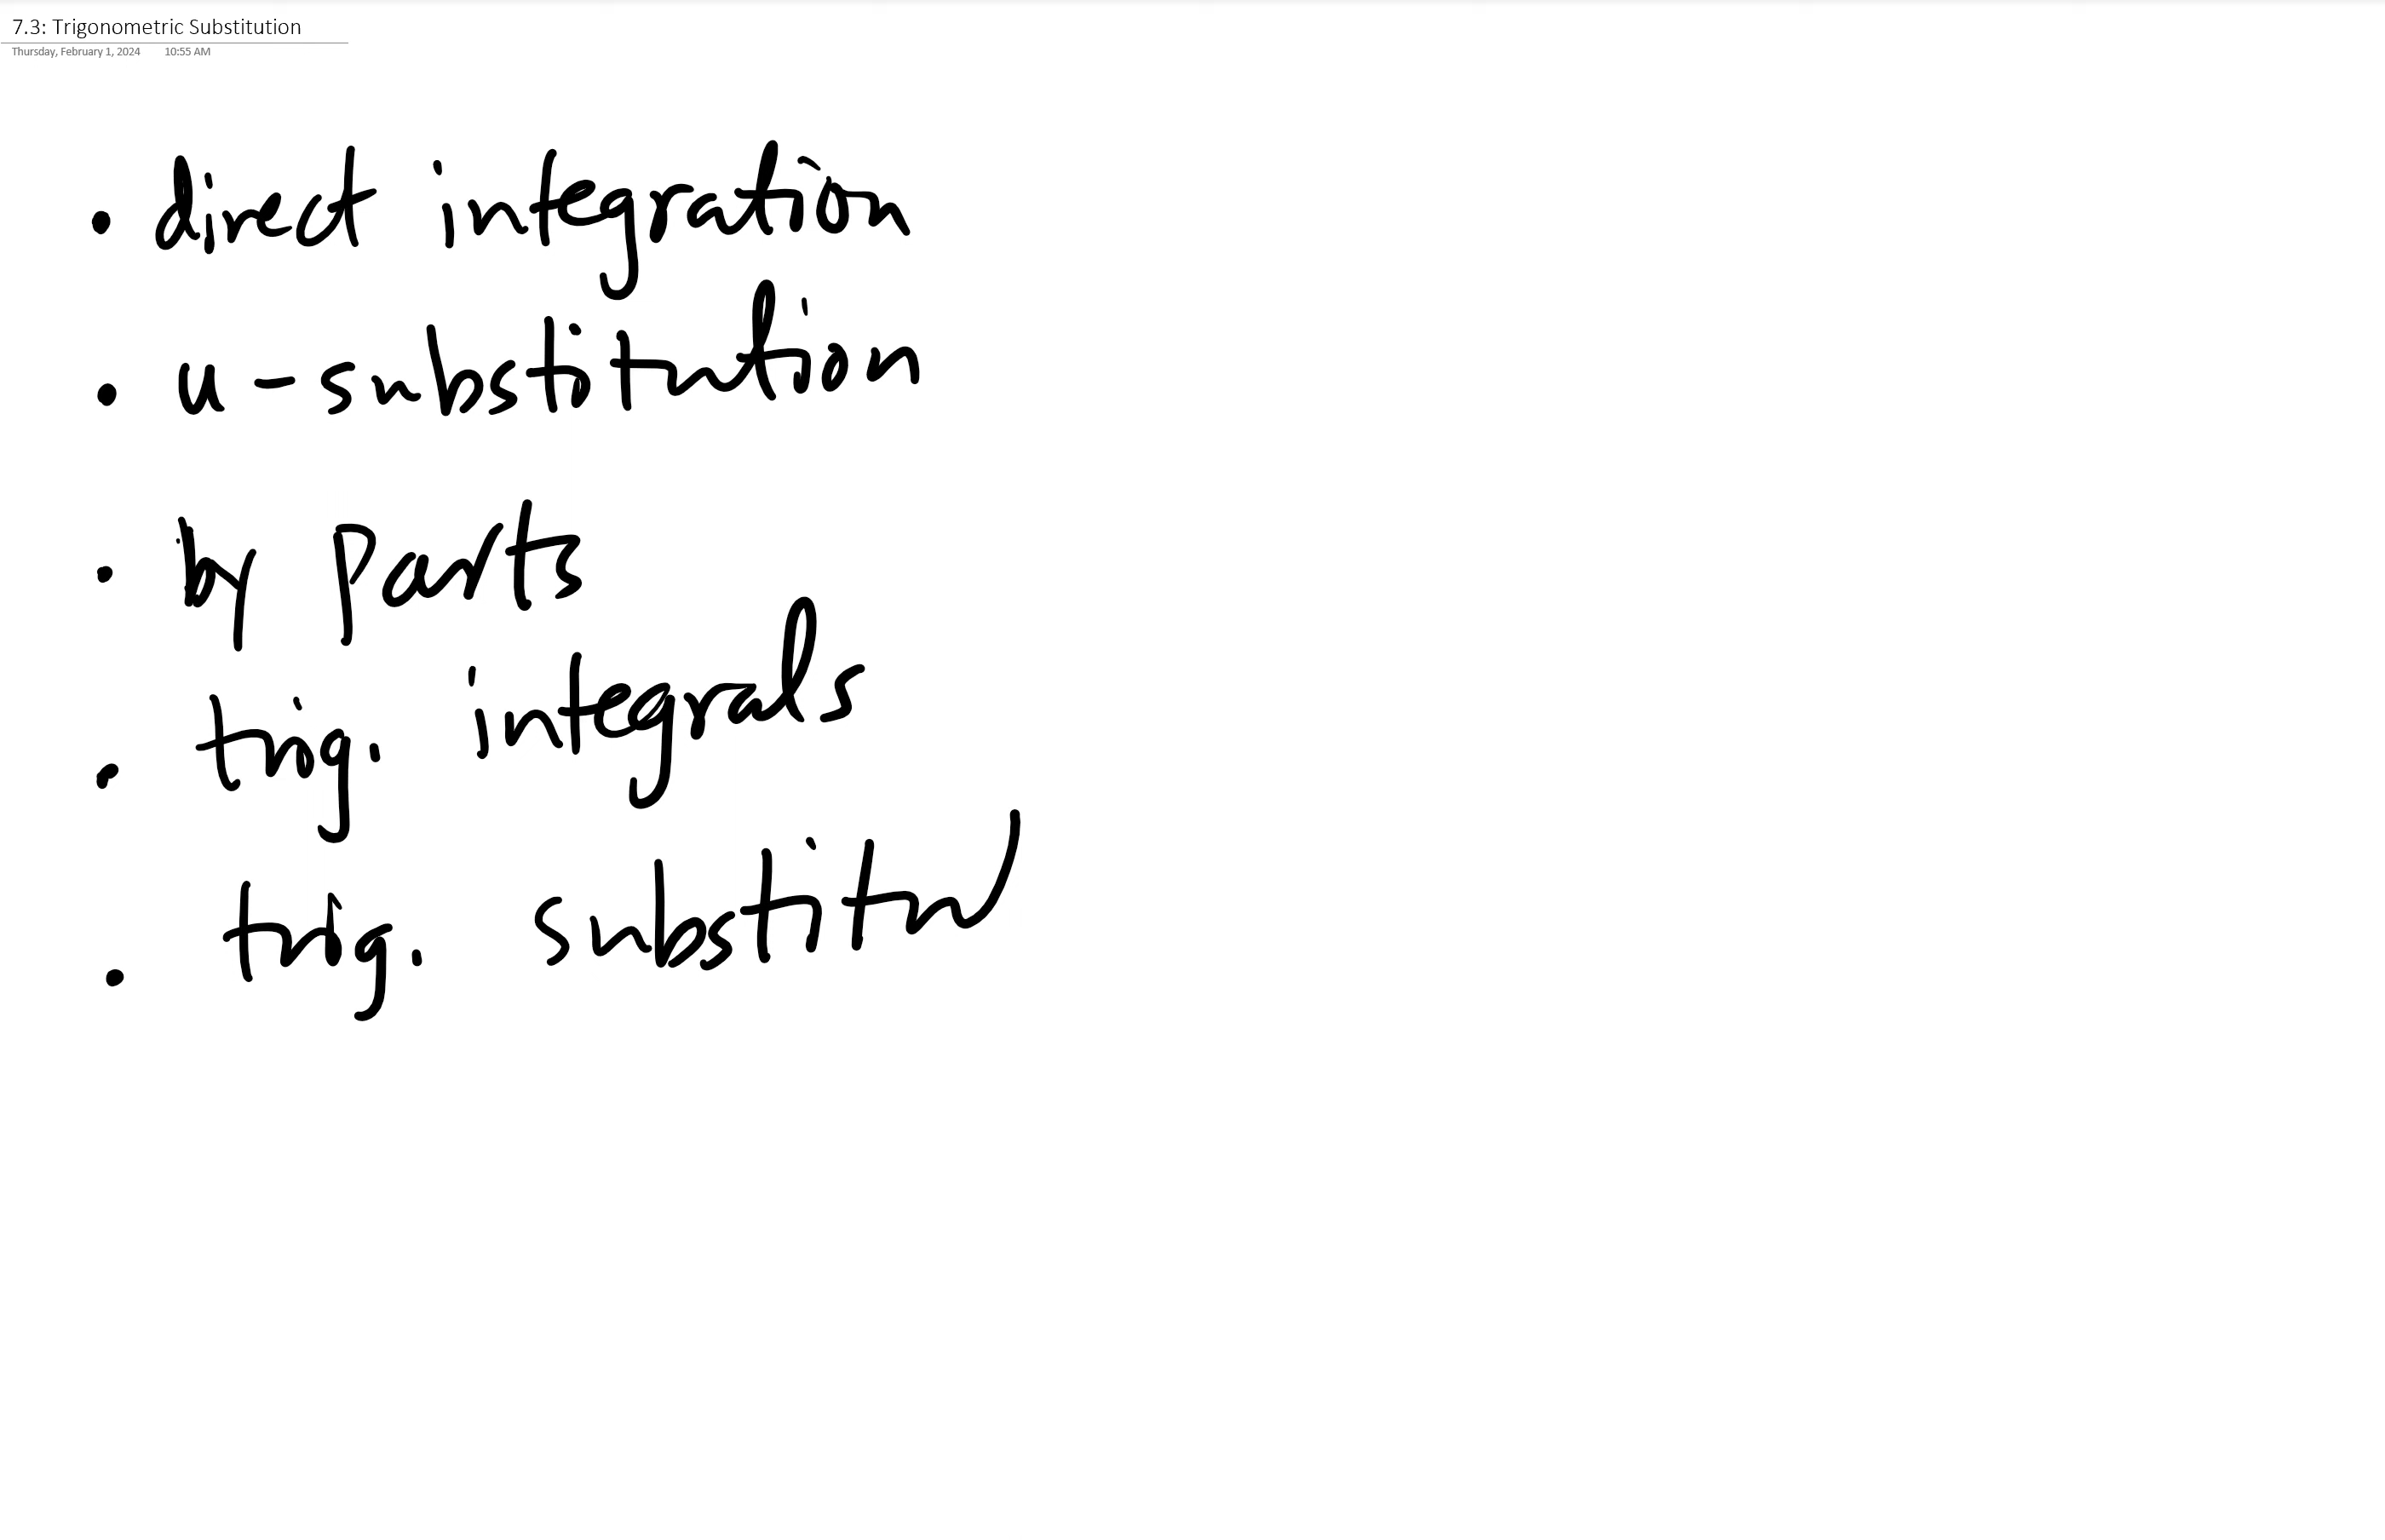 7.3: Trigonometric Substitution
Thursday, February 1, 2024 10:55 AM
• direct integration
• u-substitution
• by parts
• trig. integrals
• trig. substitu